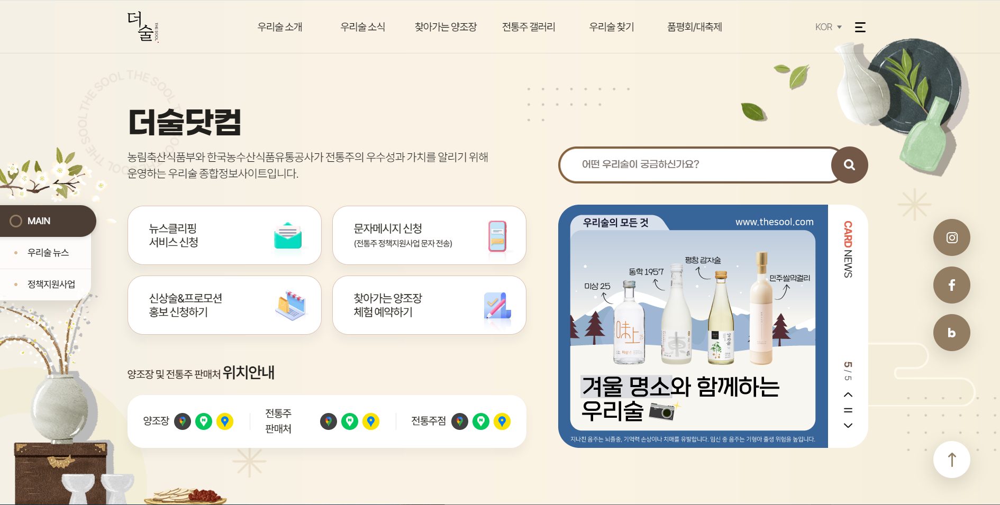 더술
THE SOOL
우리술 소개
우리술 소식
찾아가는 양조장
전통주 갤러리
우리술 찾기
품평회/대축제
KOR
THE SOOL THE SOOL THE SOOL THE SOOL THE SOOL
더술닷컴
농림축산식품부와 한국농수산식품유통공사가 전통주의 우수성과 가치를 알리기 위해
운영하는 우리술 종합정보사이트입니다.
어떤 우리술이 궁금하신가요?
MAIN
우리술 뉴스
정책지원사업
뉴스클리핑
서비스 신청
문자메시지 신청
(전통주 정책지원사업 문자 전송)
신상술&프로모션
홍보 신청하기
찾아가는 양조장
체험 예약하기
양조장 및 전통주 판매처 위치안내
양조장
전통주
판매처
전통주점
우리술의 모든 것
www.thesool.com
미상 25
동학 1957
평창 감자술
민주쌀막걸리
味上 25
미상 25
東
감자술
겨울 명소와 함께하는
우리술
지나친 음주는 뇌졸중, 기억력 손상이나 치매를 유발합니다. 임신 중 음주는 기형아 출생 위험을 높입니다.
CARD NEWS
5 / 5